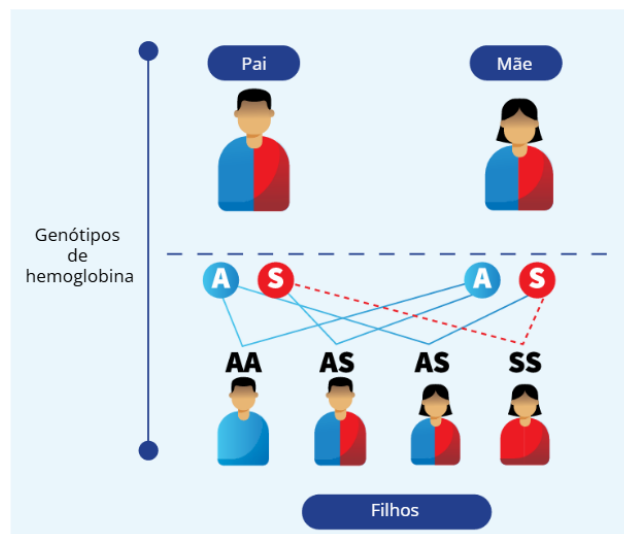 Pai
Mãe
Genótipos
de
hemoglobina
A S A S
AA AS AS SS
Filhos